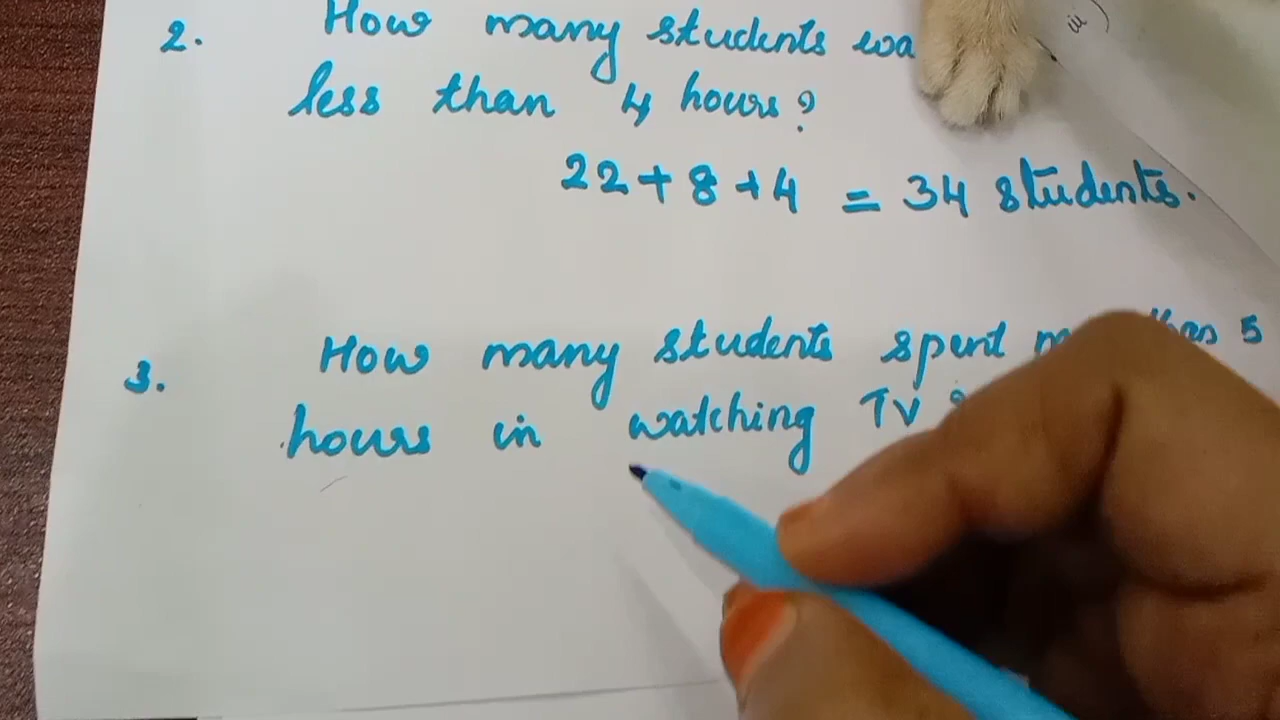 2. How many students
less than 4 hours?
22 + 8 + 4 = 34 students.
3. How many students spent 5
hours in watching TV
iii)